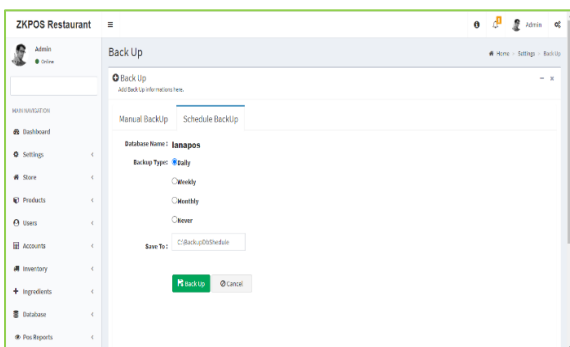 ZKPOS Restaurant
Admin
Admin
Online
Back Up
Home - Settings - Back Up
Back Up
Add Back Up informations here.
MAIN NAVIGATION
Dashboard
Settings
Store
Products
Users
Accounts
Inventory
Ingredients
Database
Pos Reports
Manual BackUp
Schedule BackUp
Database Name : lanapos
Backup Type: Daily
Weekly
Monthly
Never
Save To : C:\BackupDbShedule
Back Up
Cancel